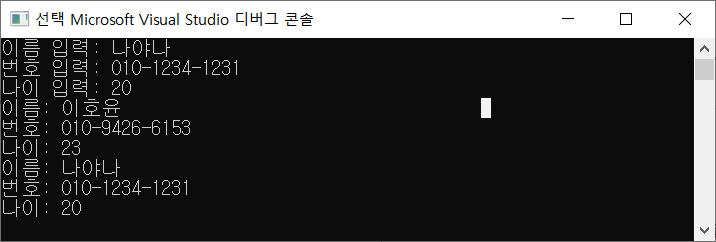 선택 Microsoft Visual Studio 디버그 콘솔
이름 입력: 나야나
번호 입력: 010-1234-1231
나이 입력: 20
이름: 이호윤
번호: 010-9426-6153
나이: 23
이름: 나야나
번호: 010-1234-1231
나이: 20